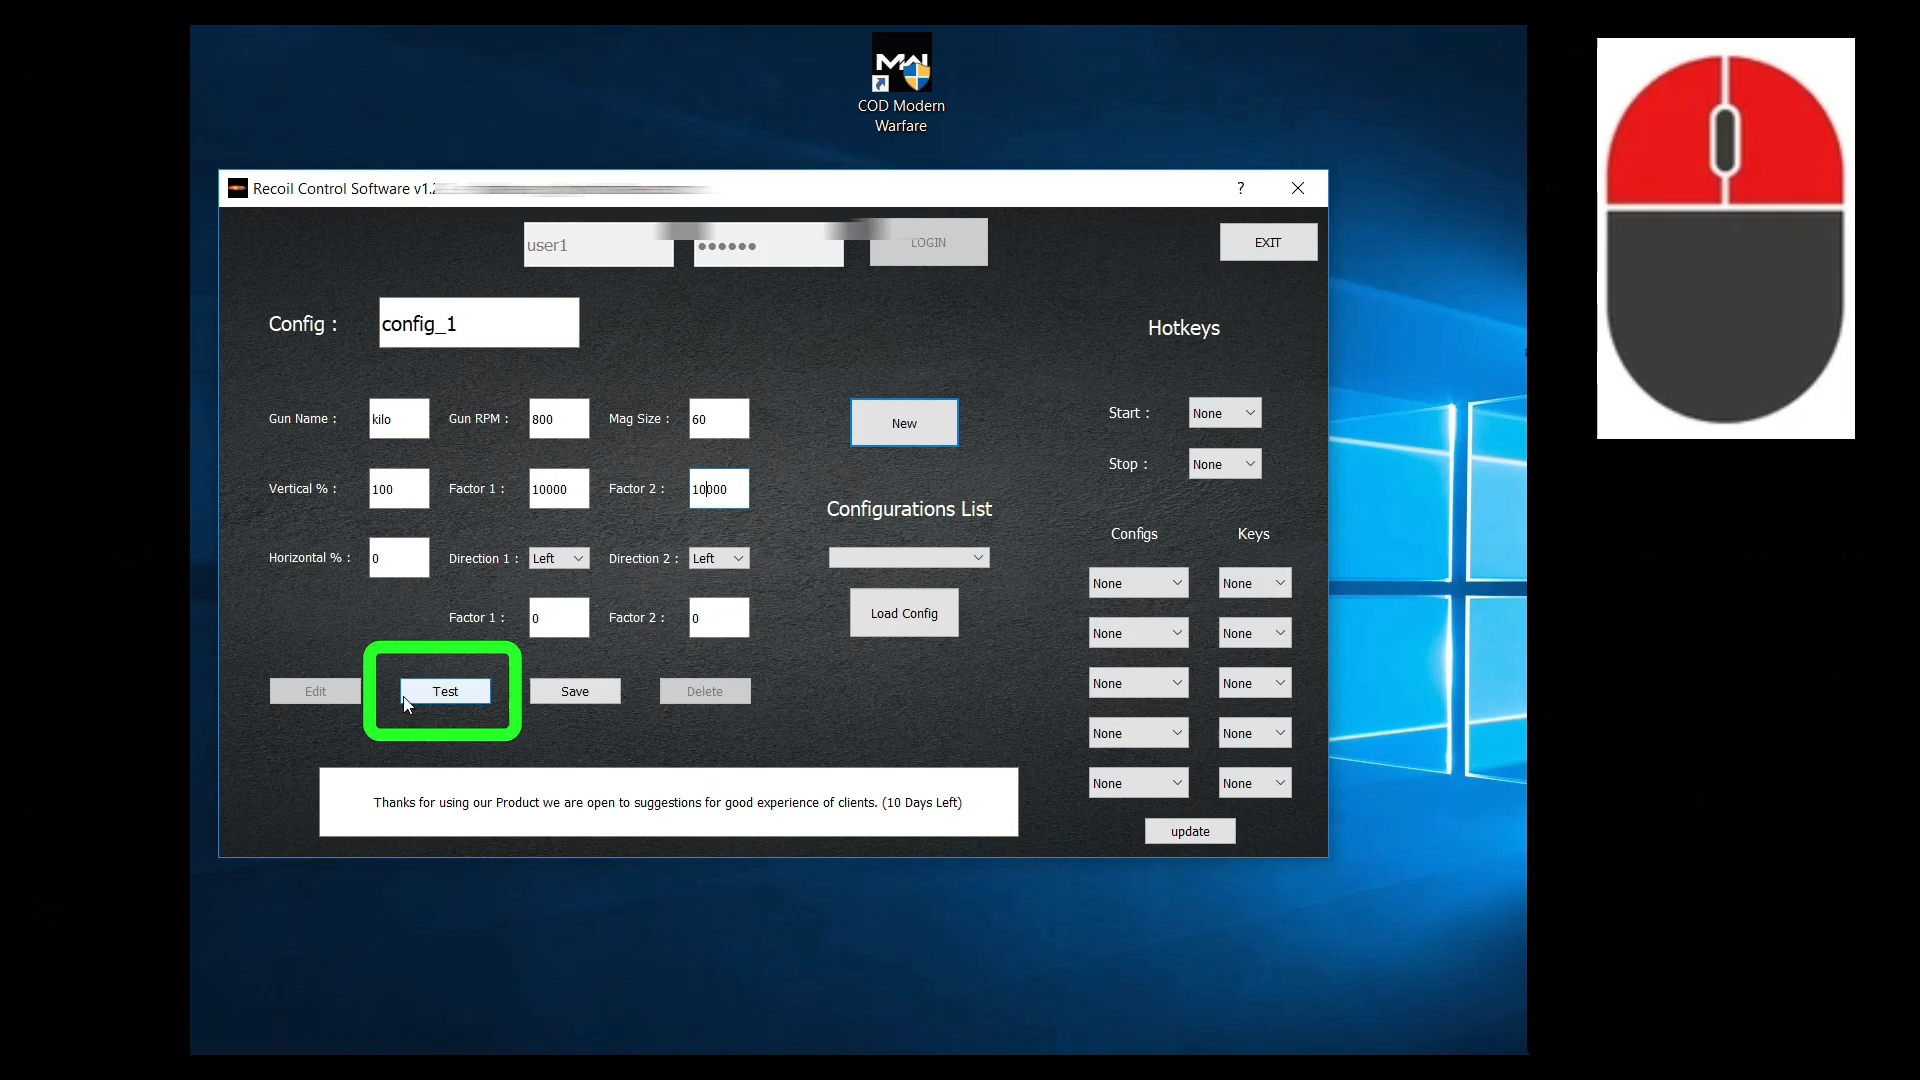 MW
COD Modern
Warfare
Recoil Control Software v1.2
user1
LOGIN
EXIT
Config :
config_1
Hotkeys
Gun Name :
kilo
Gun RPM :
800
Mag Size :
60
New
Start :
None
Vertical % :
100
Factor 1 :
10000
Factor 2 :
10000
Stop :
None
Configurations List
Configs
Keys
Horizontal % :
0
Direction 1 :
Left
Direction 2 :
Left
None
None
Factor 1 :
0
Factor 2 :
0
Load Config
None
None
Edit
Test
Save
Delete
None
None
None
None
None
None
Thanks for using our Product we are open to suggestions for good experience of clients. (10 Days Left)
update